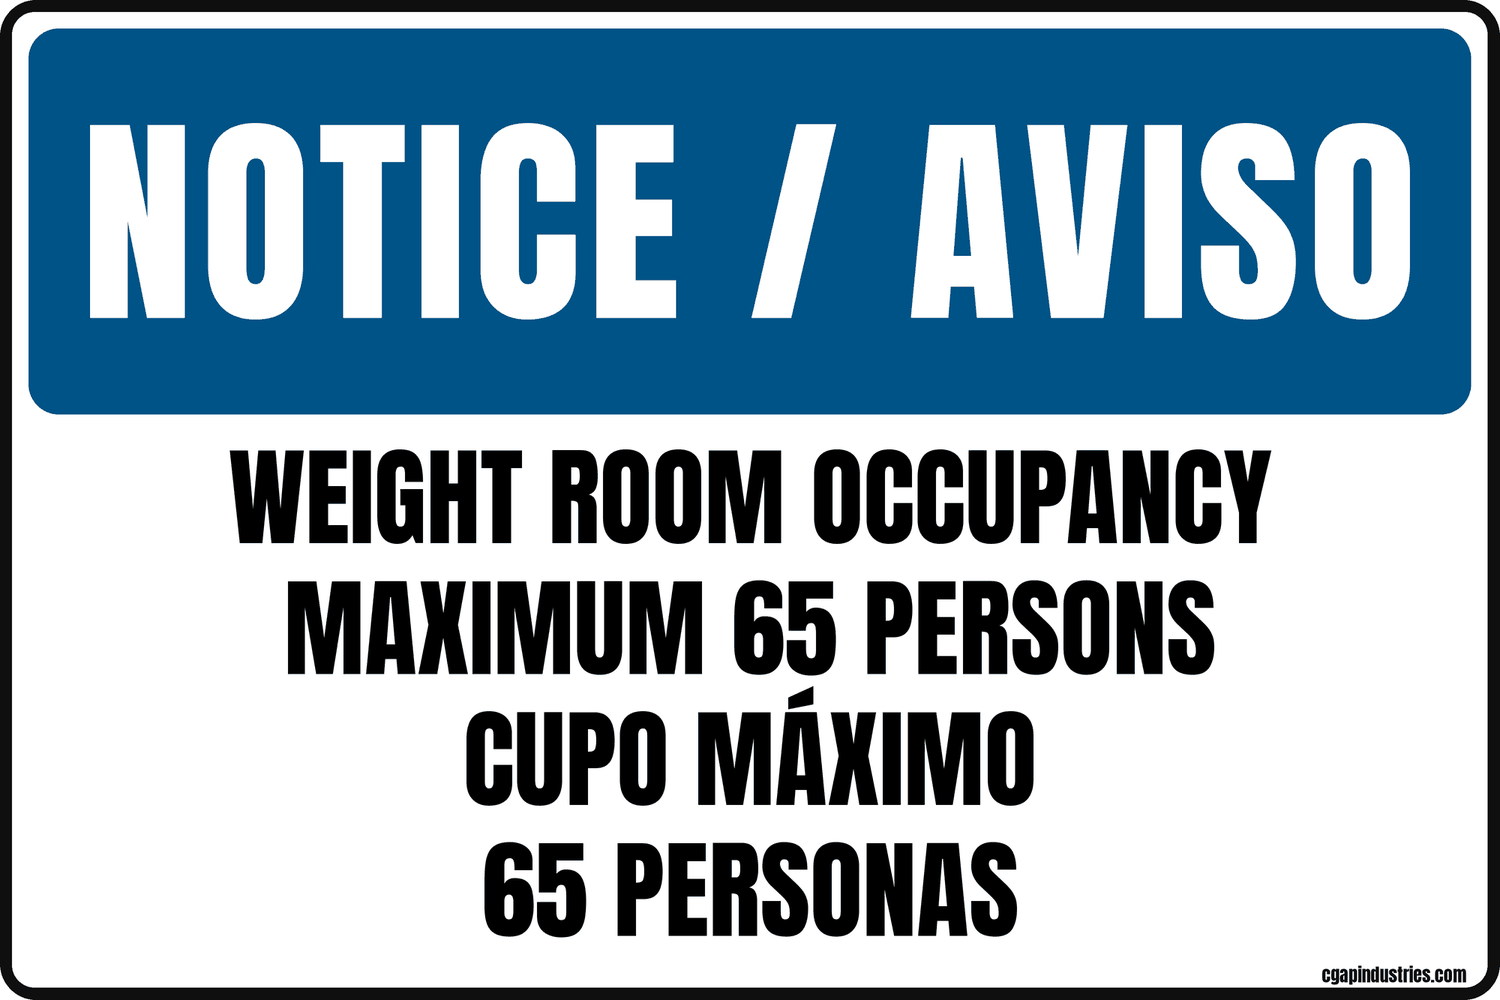 NOTICE / AVISO
WEIGHT ROOM OCCUPANCY
MAXIMUM 65 PERSONS
CUPO MÁXIMO
65 PERSONAS
cgapindustries.com